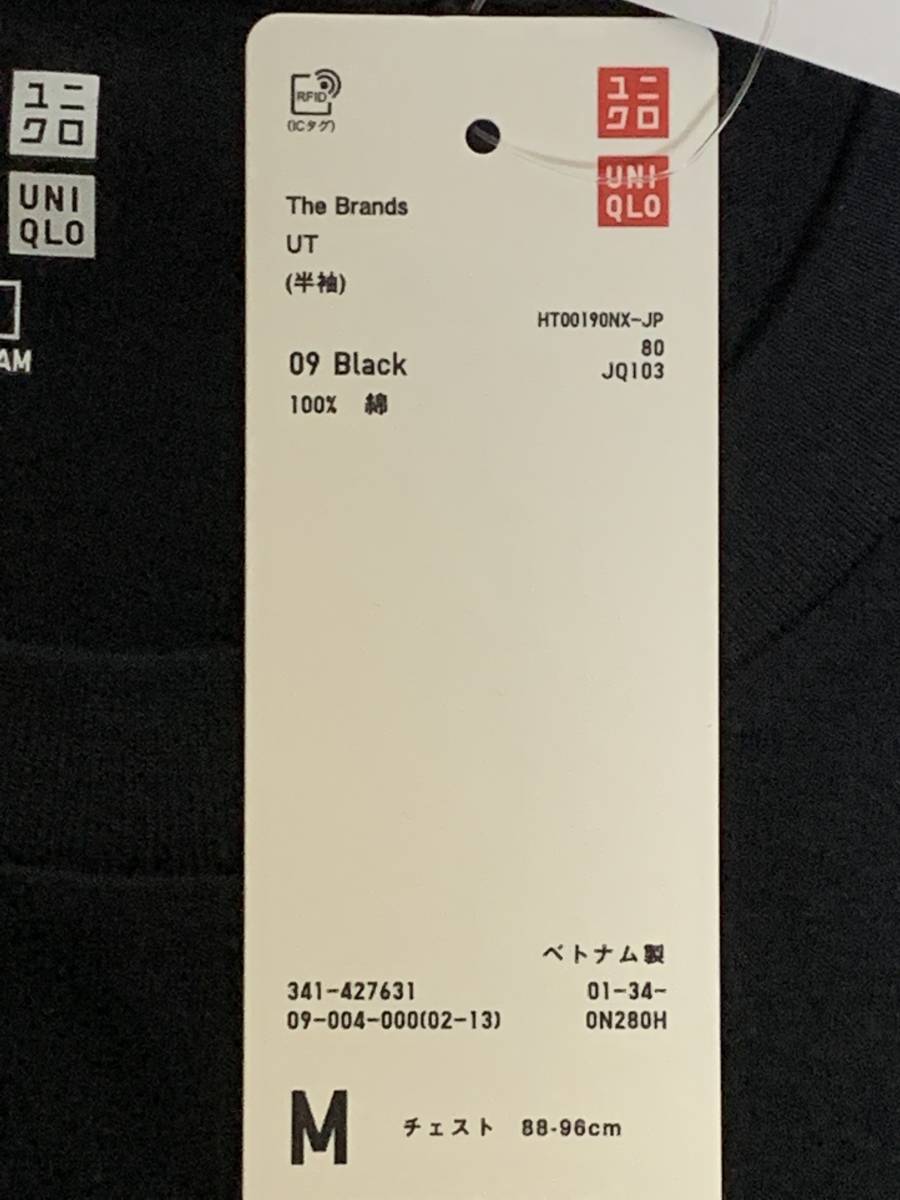 ユニ
クロ
UNI
QLO
AM
RFID
(ICタグ)
ユニ
クロ
UNI
QLO
The Brands
UT
(半袖)
HT00190NX-JP
80
JQ103
09 Black
100% 綿
ベトナム製
341-427631 01-34-
09-004-000(02-13) 0N280H
M チェスト 88-96cm